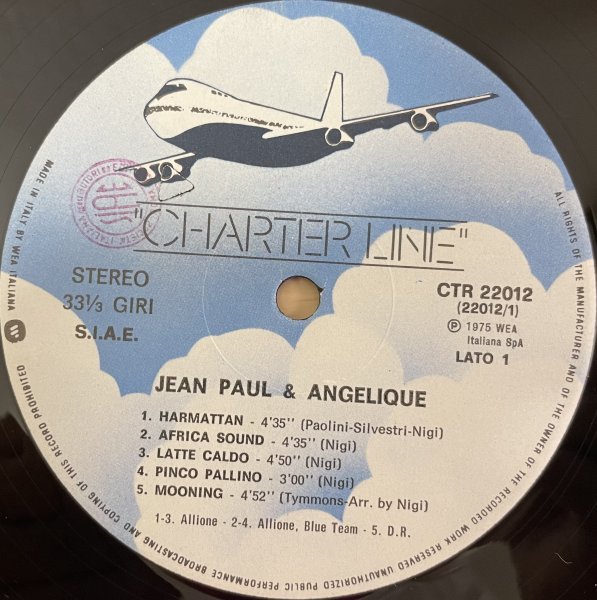 "CHARTER LINE"
STEREO
33⅓ GIRI
S.I.A.E.
CTR 22012
(22012/1)
Ⓟ 1975 WEA
Italiana SpA
LATO 1
JEAN PAUL & ANGELIQUE
1. HARMATTAN - 4'35'' (Paolini-Silvestri-Nigi)
2. AFRICA SOUND - 4'35'' (Nigi)
3. LATTE CALDO - 4'50'' (Nigi)
4. PINCO PALLINO - 3'00'' (Nigi)
5. MOONING - 4'52'' (Tymmons-Arr. by Nigi)
1-3. Allione - 2-4. Allione, Blue Team - 5. D.R.
MADE IN ITALY BY WEA ITALIANA
ALL RIGHTS OF THE MANUFACTURER AND OF THE OWNER OF THE RECORDED WORK RESERVED UNAUTHORIZED PUBLIC PERFORMANCE BROADCASTING AND COPYING OF THIS RECORD PROHIBITED